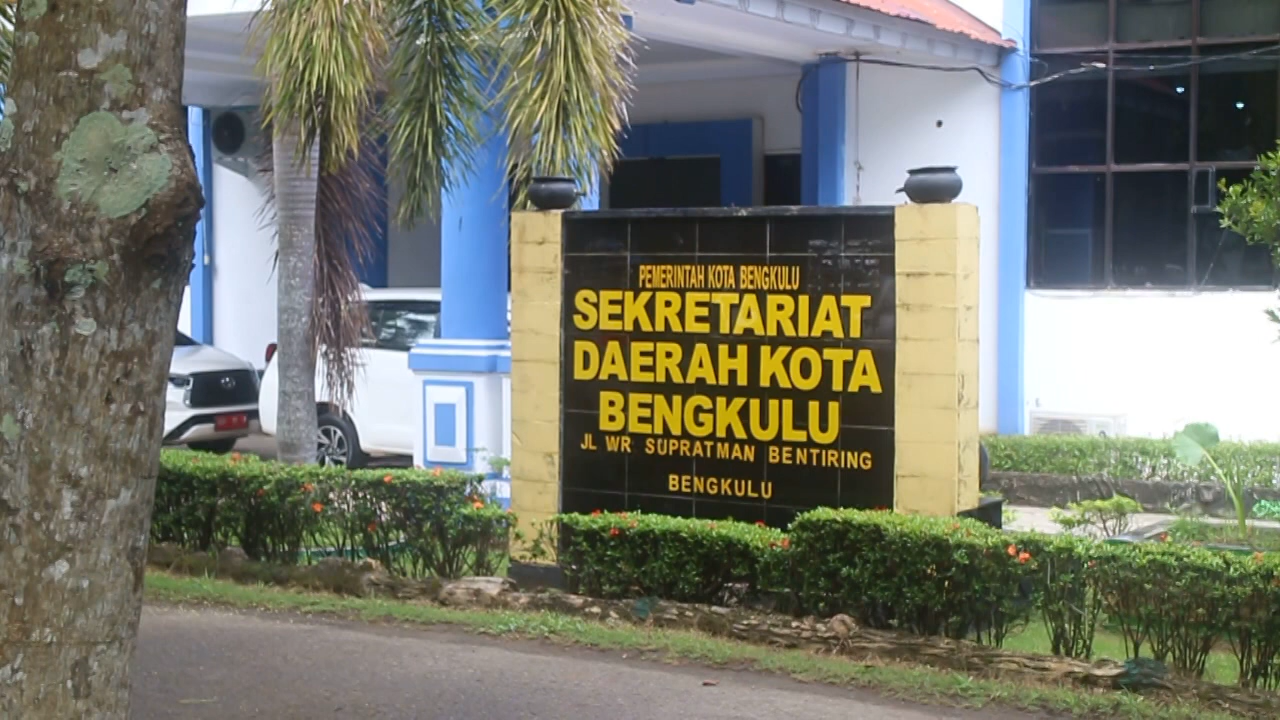 PEMERINTAH KOTA BENGKULU
SEKRETARIAT
DAERAH KOTA
BENGKULU
JL WR SUPRATMAN BENTIRING
BENGKULU